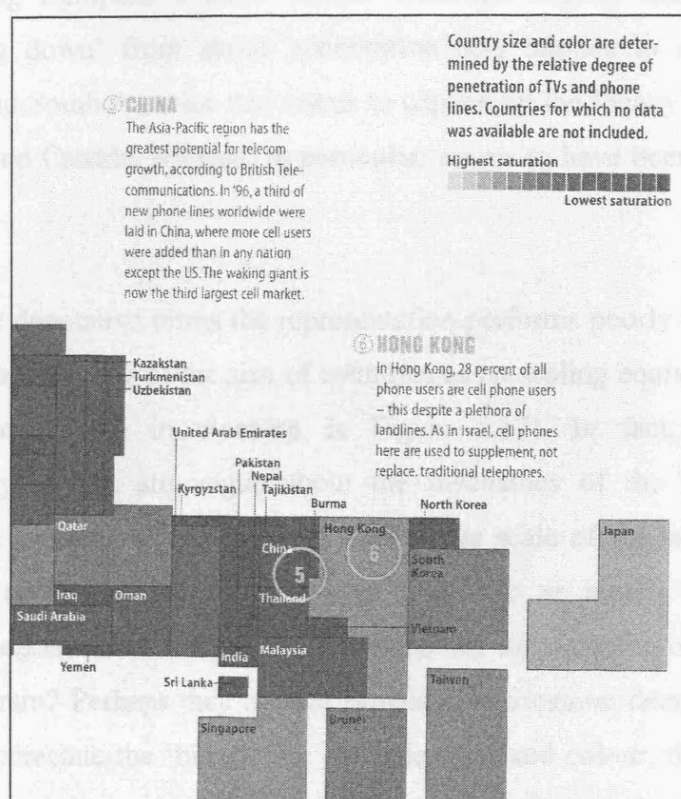 Country size and color are deter-
mined by the relative degree of
penetration of TVs and phone
lines. Countries for which no data
was available are not included.
Highest saturation
Lowest saturation
5 CHINA
The Asia-Pacific region has the
greatest potential for telecom
growth, according to British Tele-
communications. In '96, a third of
new phone lines worldwide were
laid in China, where more cell users
were added than in any nation
except the US. The waking giant is
now the third largest cell market.
6 HONG KONG
In Hong Kong, 28 percent of all
phone users are cell phone users
– this despite a plethora of
landlines. As in Israel, cell phones
here are used to supplement, not
replace, traditional telephones.
Kazakstan
Turkmenistan
Uzbekistan
United Arab Emirates
Pakistan
Nepal
Kyrgyzstan
Tajikistan
Burma
North Korea
Qatar
China
Hong Kong
Japan
5
6
South
Korea
Iraq
Oman
Thailand
Saudi Arabia
Vietnam
Yemen
India
Malaysia
Sri Lanka
Taiwan
Singapore
Brunei